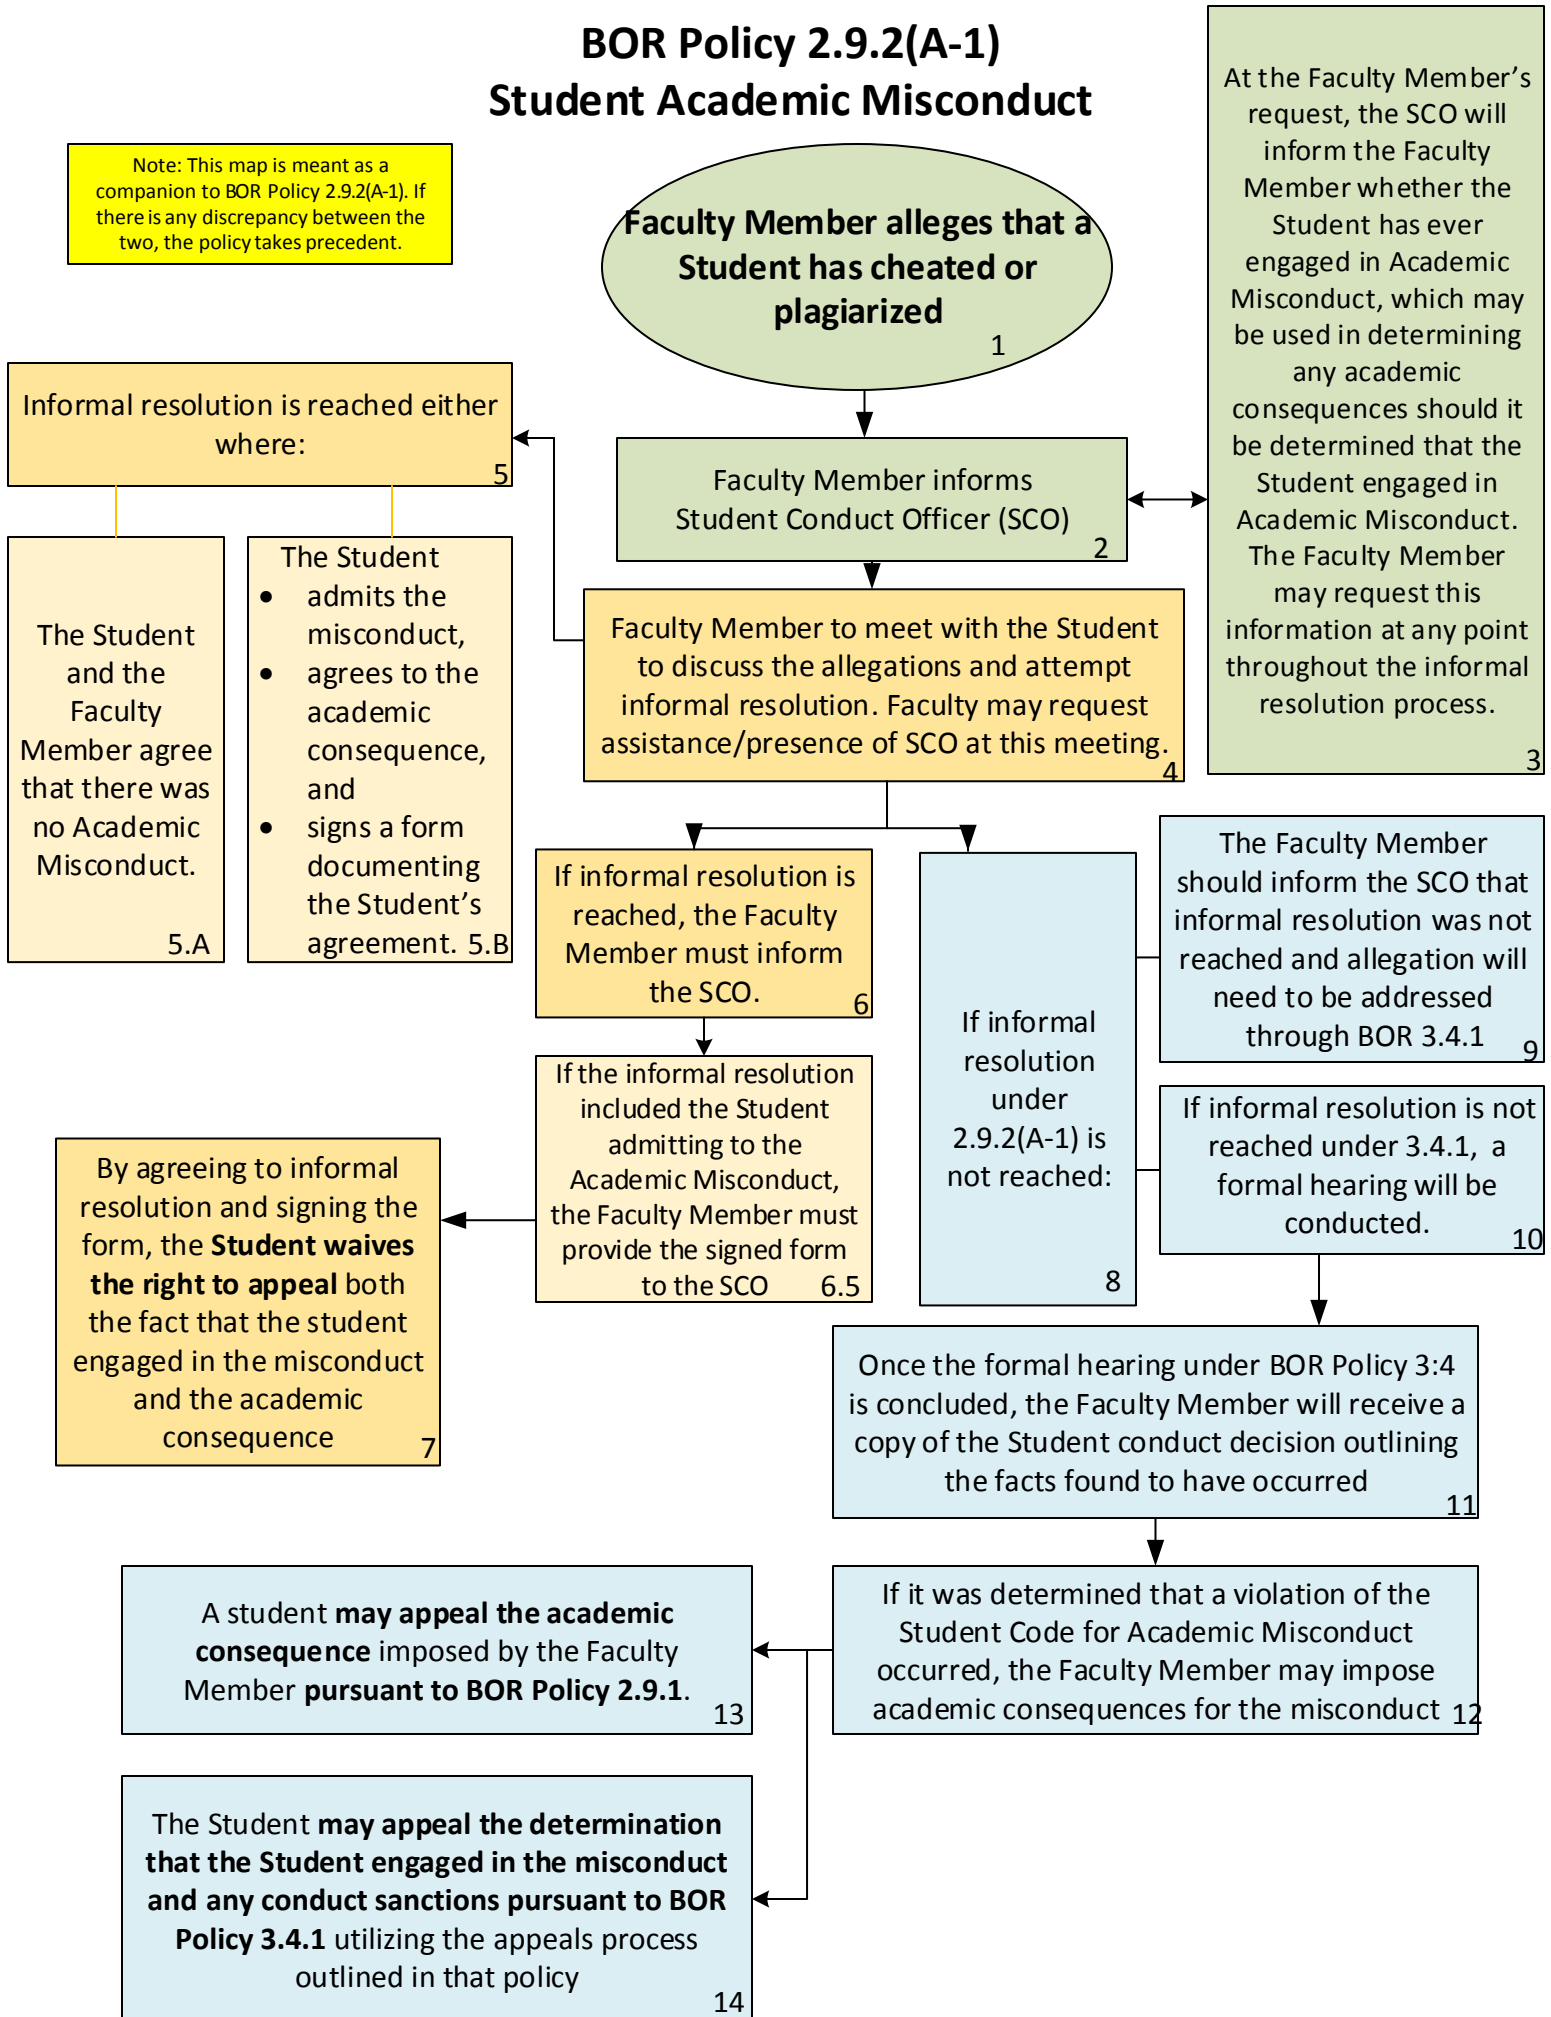 BOR Policy 2.9.2(A-1)
Student Academic Misconduct
Note: This map is meant as a
companion to BOR Policy 2.9.2(A-1). If
there is any discrepancy between the
two, the policy takes precedent.
Faculty Member alleges that a
Student has cheated or
plagiarized
1
Faculty Member informs
Student Conduct Officer (SCO)
2
At the Faculty Member’s
request, the SCO will
inform the Faculty
Member whether the
Student has ever
engaged in Academic
Misconduct, which may
be used in determining
any academic
consequences should it
be determined that the
Student engaged in
Academic Misconduct.
The Faculty Member
may request this
information at any point
throughout the informal
resolution process.
3
Faculty Member to meet with the Student
to discuss the allegations and attempt
informal resolution. Faculty may request
assistance/presence of SCO at this meeting.
4
Informal resolution is reached either
where:
5
The Student
and the
Faculty
Member agree
that there was
no Academic
Misconduct.
5.A
The Student
• admits the
misconduct,
• agrees to the
academic
consequence,
and
• signs a form
documenting
the Student’s
agreement.
5.B
If informal resolution is
reached, the Faculty
Member must inform
the SCO.
6
If the informal resolution
included the Student
admitting to the
Academic Misconduct,
the Faculty Member must
provide the signed form
to the SCO
6.5
By agreeing to informal
resolution and signing the
form, the Student waives
the right to appeal both
the fact that the student
engaged in the misconduct
and the academic
consequence
7
If informal
resolution
under
2.9.2(A-1) is
not reached:
8
The Faculty Member
should inform the SCO that
informal resolution was not
reached and allegation will
need to be addressed
through BOR 3.4.1
9
If informal resolution is not
reached under 3.4.1, a
formal hearing will be
conducted.
10
Once the formal hearing under BOR Policy 3:4
is concluded, the Faculty Member will receive a
copy of the Student conduct decision outlining
the facts found to have occurred
11
If it was determined that a violation of the
Student Code for Academic Misconduct
occurred, the Faculty Member may impose
academic consequences for the misconduct
12
A student may appeal the academic
consequence imposed by the Faculty
Member pursuant to BOR Policy 2.9.1.
13
The Student may appeal the determination
that the Student engaged in the misconduct
and any conduct sanctions pursuant to BOR
Policy 3.4.1 utilizing the appeals process
outlined in that policy
14